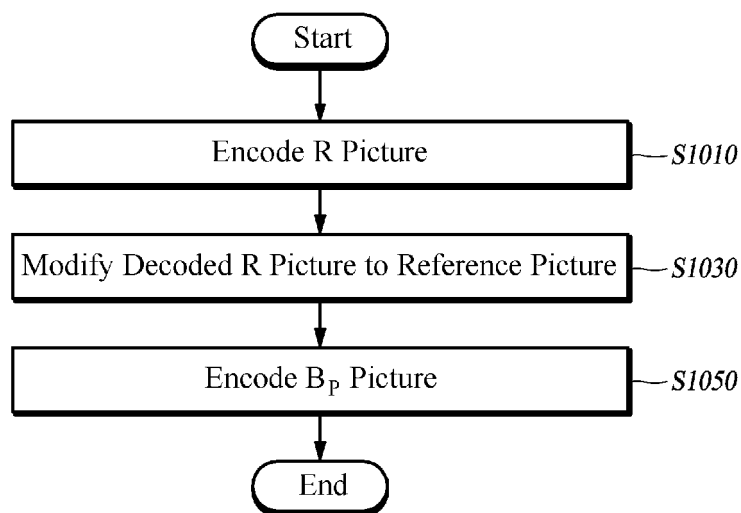 Start
Encode R Picture
S1010
Modify Decoded R Picture to Reference Picture
S1030
Encode B_P Picture
S1050
End